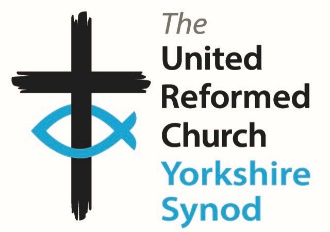 The
United
Reformed
Church
Yorkshire
Synod